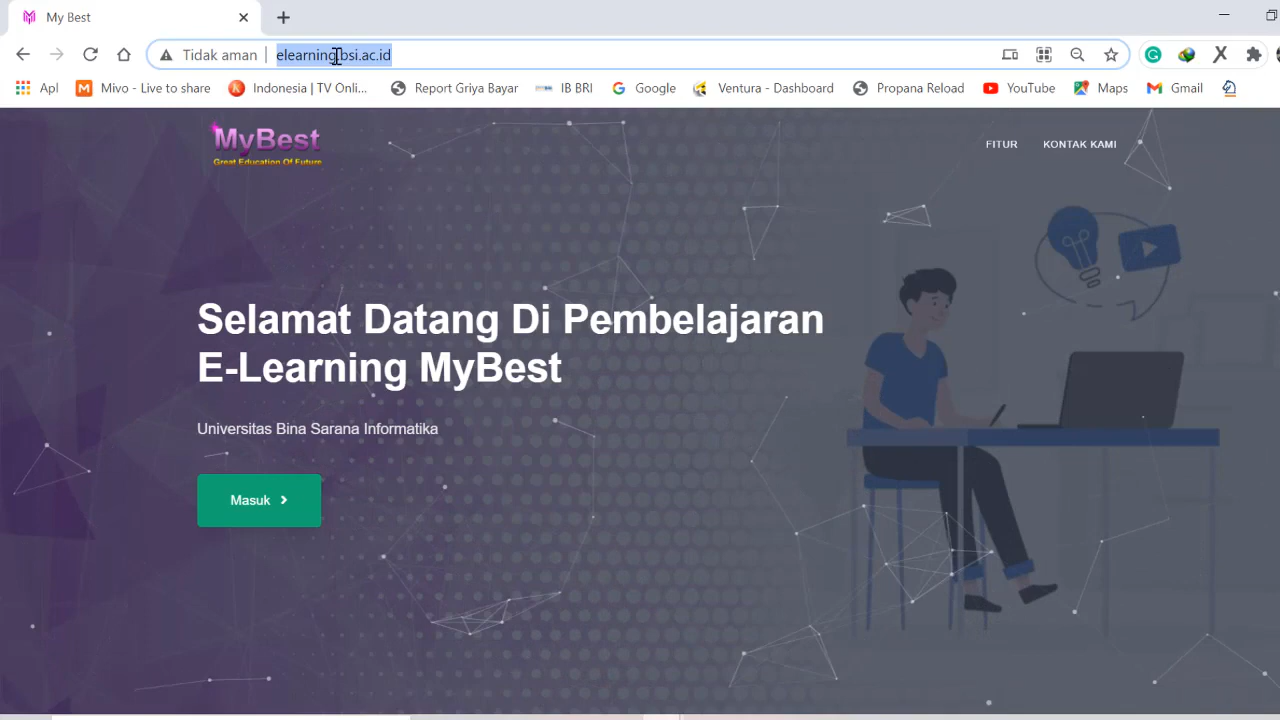 My Best
Tidak aman
elearning.bsi.ac.id
Apl
Mivo - Live to share
Indonesia | TV Onli...
Report Griya Bayar
IB BRI
Google
Ventura - Dashboard
Propana Reload
YouTube
Maps
Gmail
MyBest
Great Education Of Future
FITUR
KONTAK KAMI
Selamat Datang Di Pembelajaran
E-Learning MyBest
Universitas Bina Sarana Informatika
Masuk